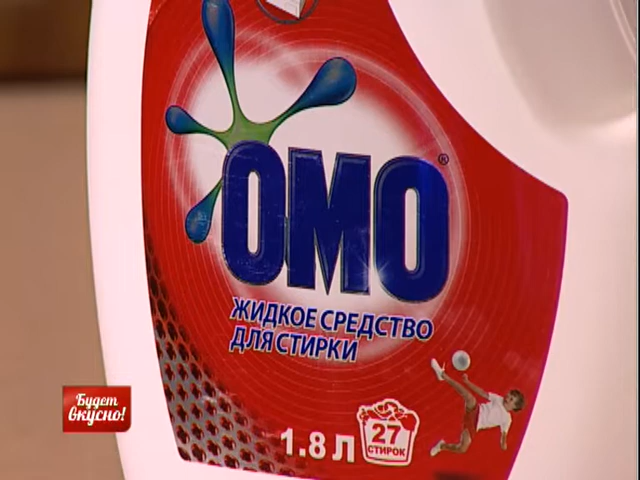 OMO®
ЖИДКОЕ СРЕДСТВО
ДЛЯ СТИРКИ
1.8 Л
27
СТИРОК
Будет
вкусно!